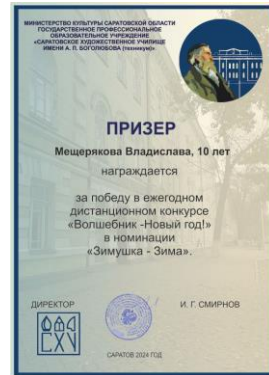 МИНИСТЕРСТВО КУЛЬТУРЫ САРАТОВСКОЙ ОБЛАСТИ
ГОСУДАРСТВЕННОЕ ПРОФЕССИОНАЛЬНОЕ
ОБРАЗОВАТЕЛЬНОЕ УЧРЕЖДЕНИЕ
«САРАТОВСКОЕ ХУДОЖЕСТВЕННОЕ УЧИЛИЩЕ
ИМЕНИ А. П. БОГОЛЮБОВА (техникум)»
ПРИЗЕР
Мещерякова Владислава, 10 лет
награждается
за победу в ежегодном
дистанционном конкурсе
«Волшебник -Новый год!»
в номинации
«Зимушка - Зима».
ДИРЕКТОР
И. Г. СМИРНОВ
САРАТОВ 2024 ГОД